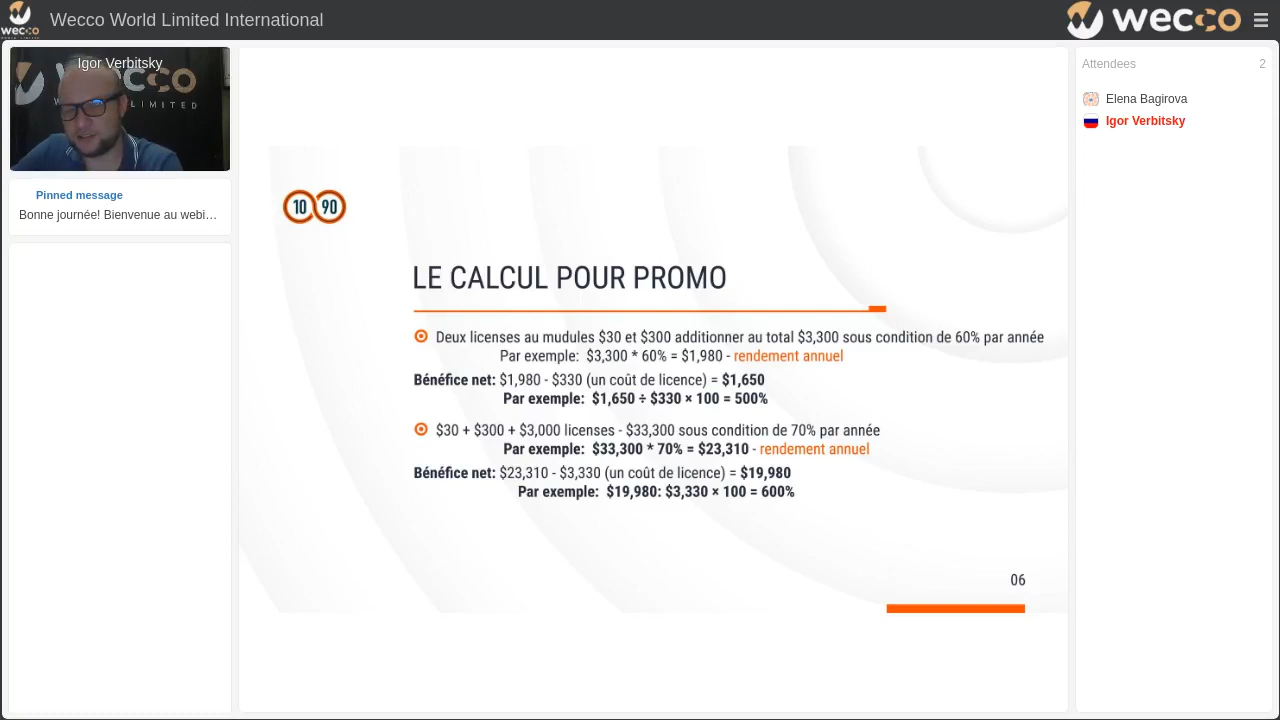 wecco
Wecco World Limited International
wecco
Igor Verbitsky
Pinned message
Bonne journée! Bienvenue au webi…
10 90
LE CALCUL POUR PROMO
Deux licenses au mudules $30 et $300 additionner au total $3,300 sous condition de 60% par année
Par exemple: $3,300 * 60% = $1,980 - rendement annuel
Bénéfice net: $1,980 - $330 (un coût de licence) = $1,650
Par exemple: $1,650 ÷ $330 × 100 = 500%
$30 + $300 + $3,000 licenses - $33,300 sous condition de 70% par année
Par exemple: $33,300 * 70% = $23,310 - rendement annuel
Bénéfice net: $23,310 - $3,330 (un coût de licence) = $19,980
Par exemple: $19,980: $3,330 × 100 = 600%
06
Attendees 2
Elena Bagirova
Igor Verbitsky